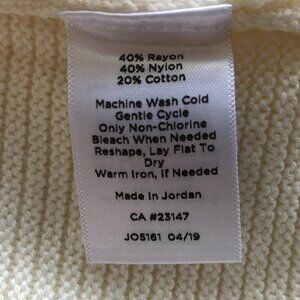 40% Rayon
40% Nylon
20% Cotton
Machine Wash Cold
Gentle Cycle
Only Non-Chlorine
Bleach When Needed
Reshape, Lay Flat To
Dry
Warm Iron, If Needed
Made In Jordan
CA #23147
JO5161 04/19